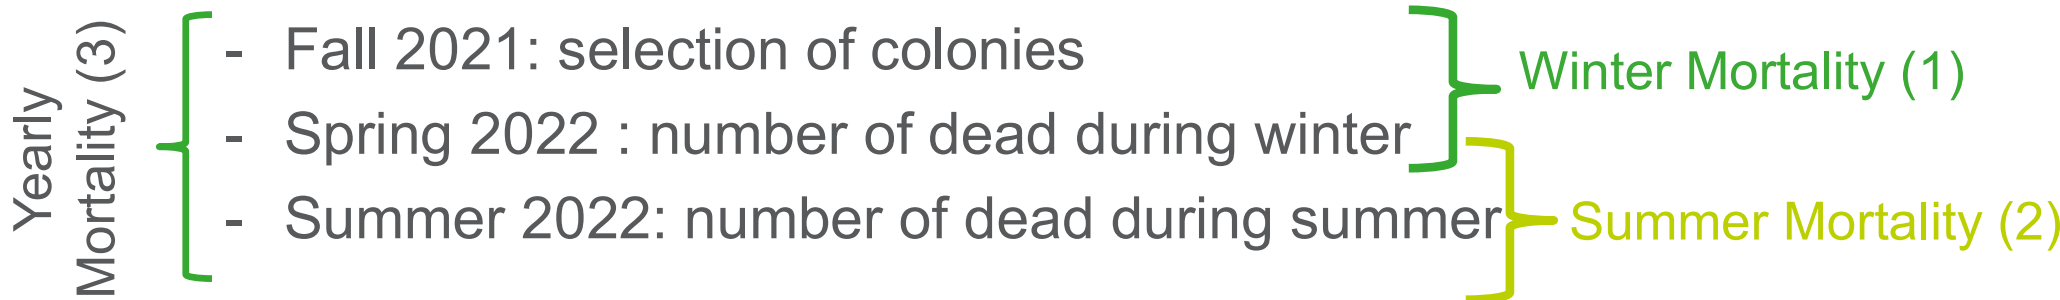 Yearly
Mortality (3)
- Fall 2021: selection of colonies
- Spring 2022 : number of dead during winter
- Summer 2022: number of dead during summer
Winter Mortality (1)
Summer Mortality (2)